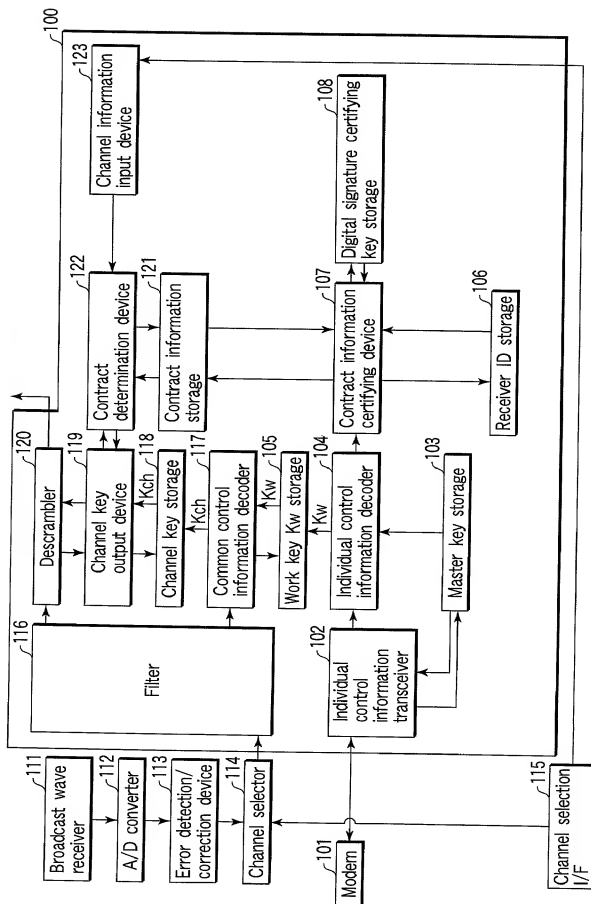 100
111
Broadcast wave
receiver
112
A/D converter
113
Error detection/
correction device
114
Channel selector
101
Modem
115
Channel selection
I/F
116
Filter
102
Individual
control
information
transceiver
120
Descrambler
119
Channel key
output device
118
Kch
Channel key storage
117
Kch
Common control
information decoder
105
Kw
Work key Kw storage
104
Kw
Individual control
information decoder
103
Master key storage
122
Contract
determination device
121
Contract information
storage
107
Contract information
certifying device
106
Receiver ID storage
123
Channel information
input device
108
Digital signature certifying
key storage